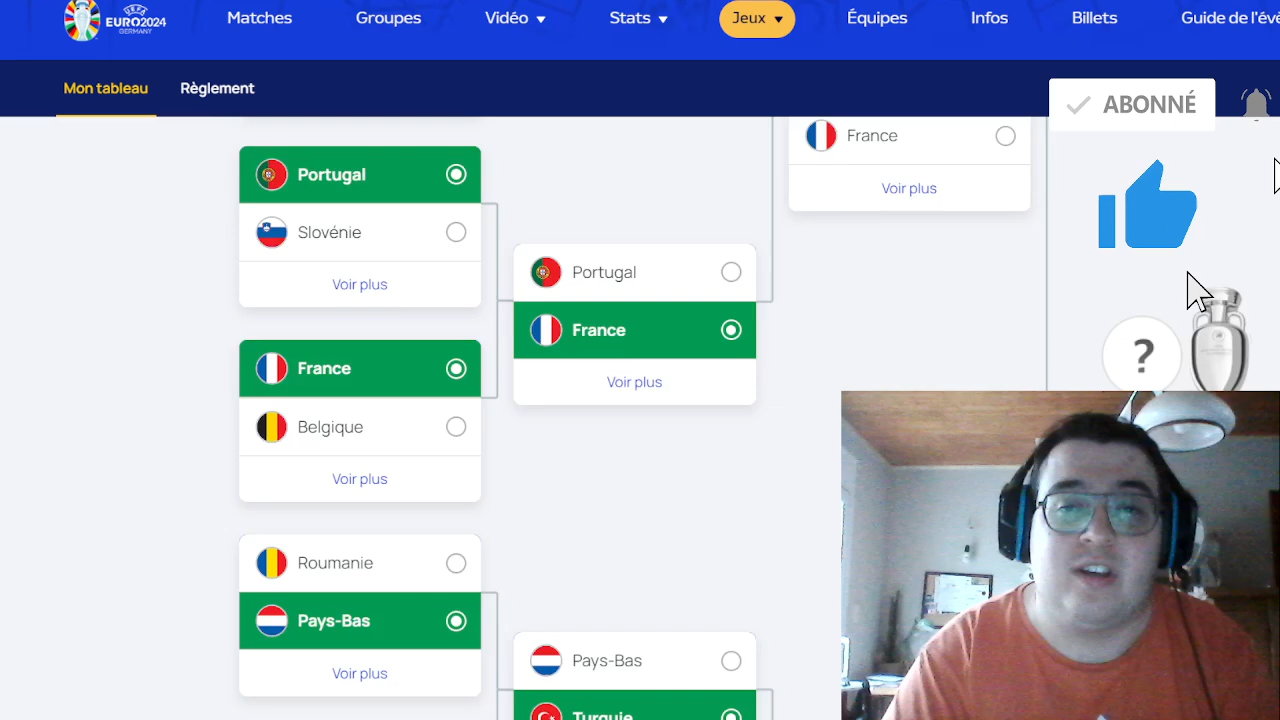 UEFA
EURO2024
GERMANY
Matches
Groupes
Vidéo
Stats
Jeux
Équipes
Infos
Billets
Guide de l'évé
Mon tableau
Règlement
ABONNÉ
Portugal
Slovénie
Voir plus
France
Belgique
Voir plus
Roumanie
Pays-Bas
Voir plus
Portugal
France
Voir plus
Pays-Bas
Turquie
France
Voir plus
?